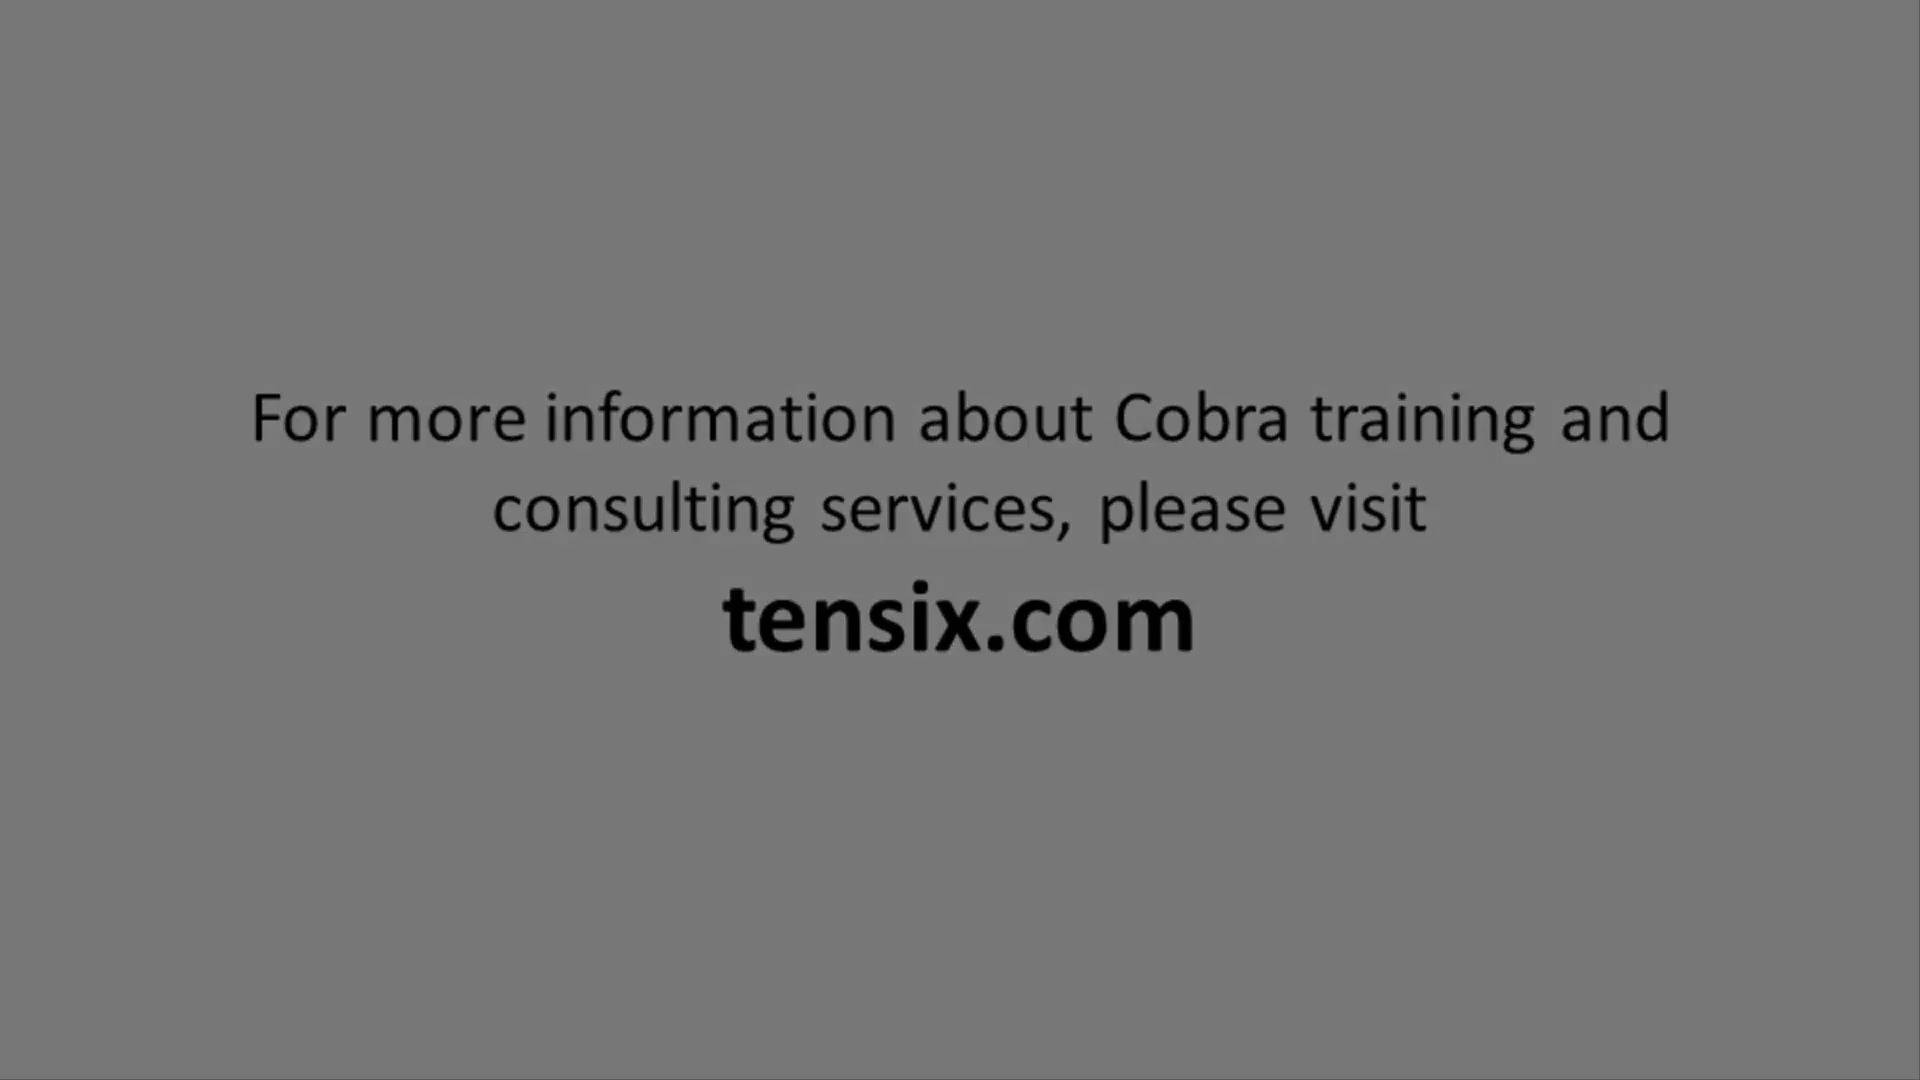 For more information about Cobra training and
consulting services, please visit
tensix.com